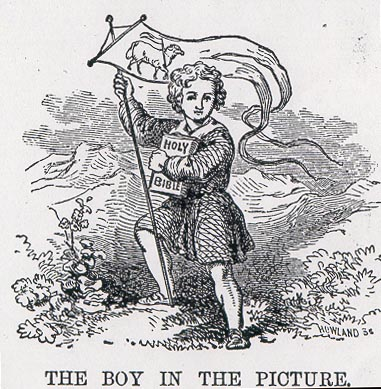 HOLY
BIBLE
HOWLAND SC
THE BOY IN THE PICTURE.